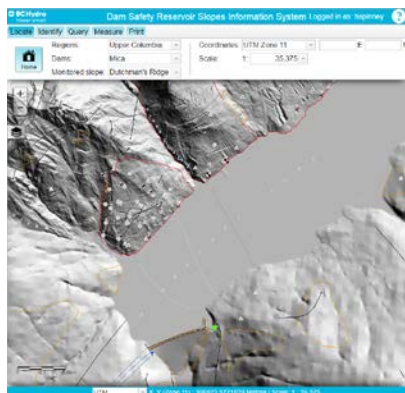 BC Hydro Dam Safety Reservoir Slopes Information System Logged in as: hspinney
Locate Identify Query Measure Print
Home
Regions: Upper Columbia Coordinates: UTM Zone 11 E:
Dams: Mica Scale: 1: 35,375
Monitored slope: Dutchman's Ridge
+
UTM